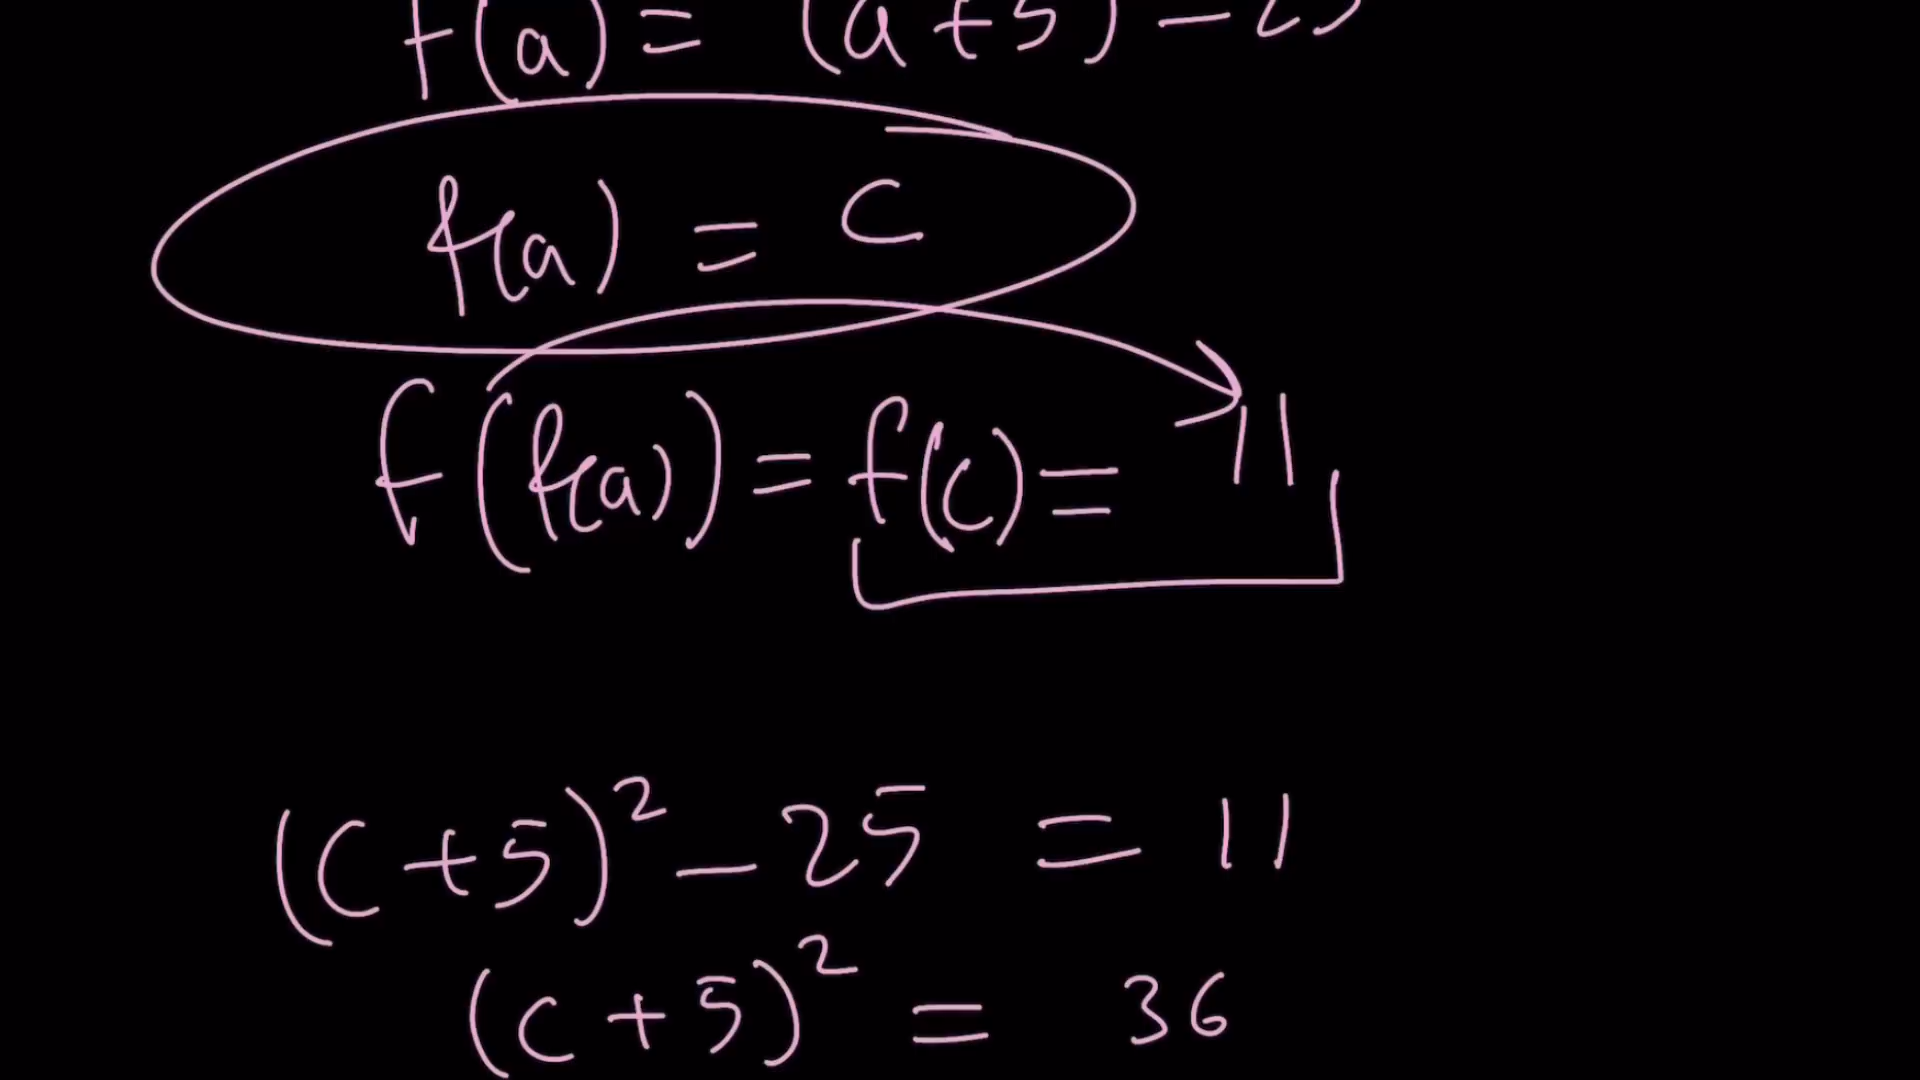 f(a) = (a+5) - 25
f(a) = c
f(f(a)) = f(c) = 11
(c+5)² - 25 = 11
(c+5)² = 36